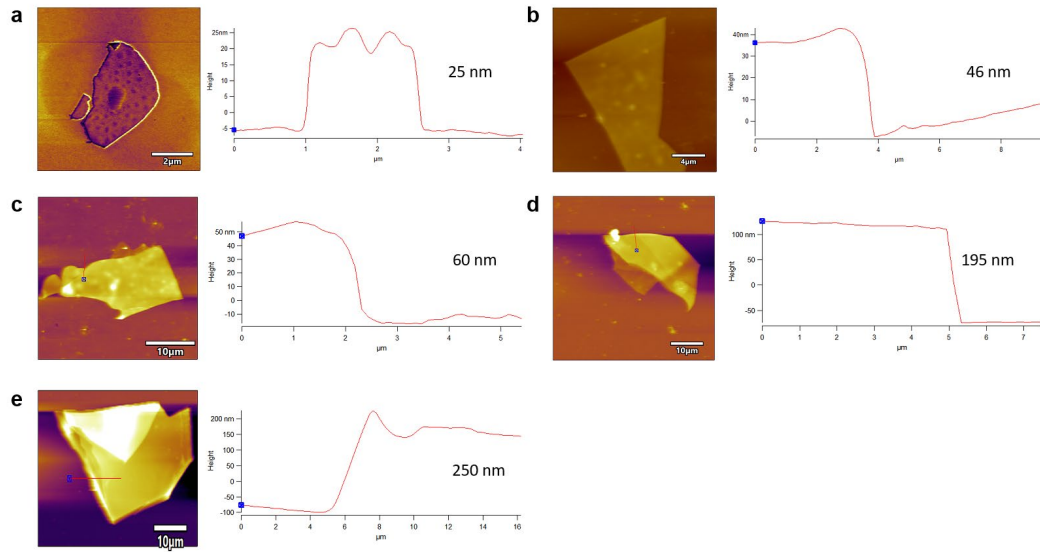 a
25nm
20
15
10
5
0
-5
Height
0
1
2
3
4
µm
25 nm
2µm
b
40nm
30
20
10
0
Height
0
2
4
6
8
µm
46 nm
4µm
c
50 nm
40
30
20
10
0
-10
Height
0
1
2
3
4
5
µm
60 nm
10µm
d
100 nm
50
0
-50
Height
0
1
2
3
4
5
6
7
µm
195 nm
10µm
e
200 nm
150
100
50
0
-50
-100
Height
0
2
4
6
8
10
12
14
16
µm
250 nm
10µm